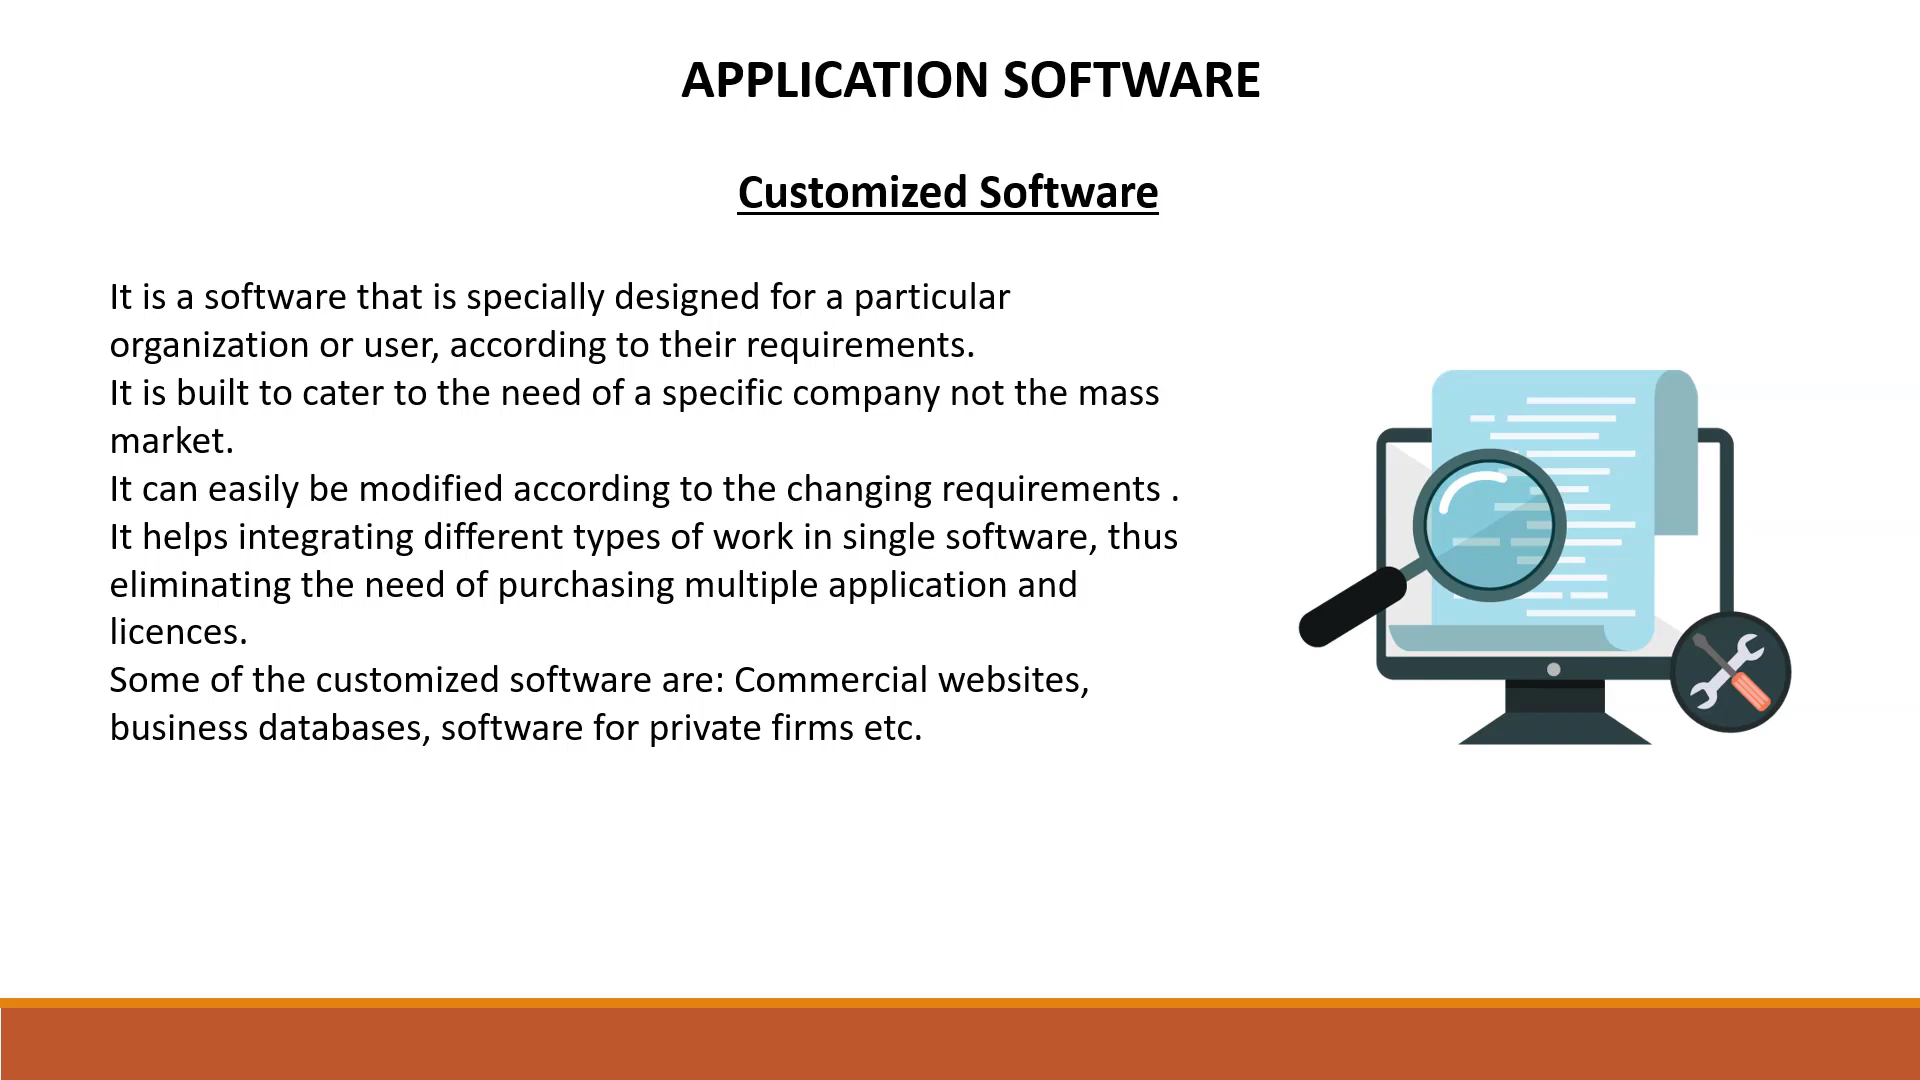 APPLICATION SOFTWARE
Customized Software
It is a software that is specially designed for a particular
organization or user, according to their requirements.
It is built to cater to the need of a specific company not the mass
market.
It can easily be modified according to the changing requirements .
It helps integrating different types of work in single software, thus
eliminating the need of purchasing multiple application and
licences.
Some of the customized software are: Commercial websites,
business databases, software for private firms etc.